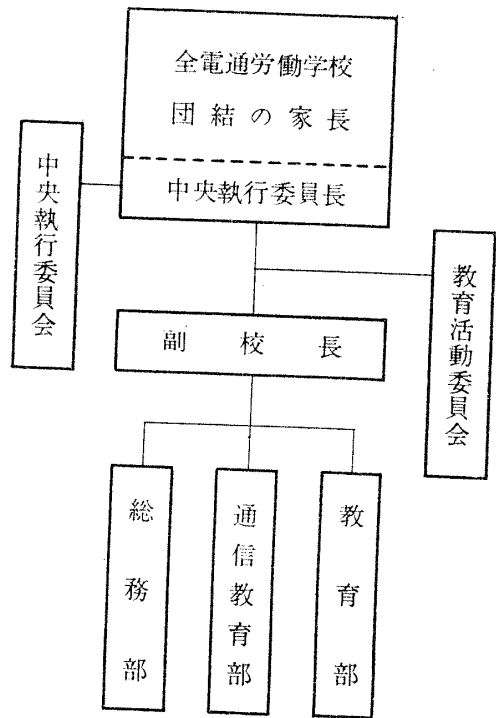 全電通労働学校
団結の家長
中央執行委員長
中央執行委員会
教育活動委員会
副校長
総務部
通信教育部
教育部